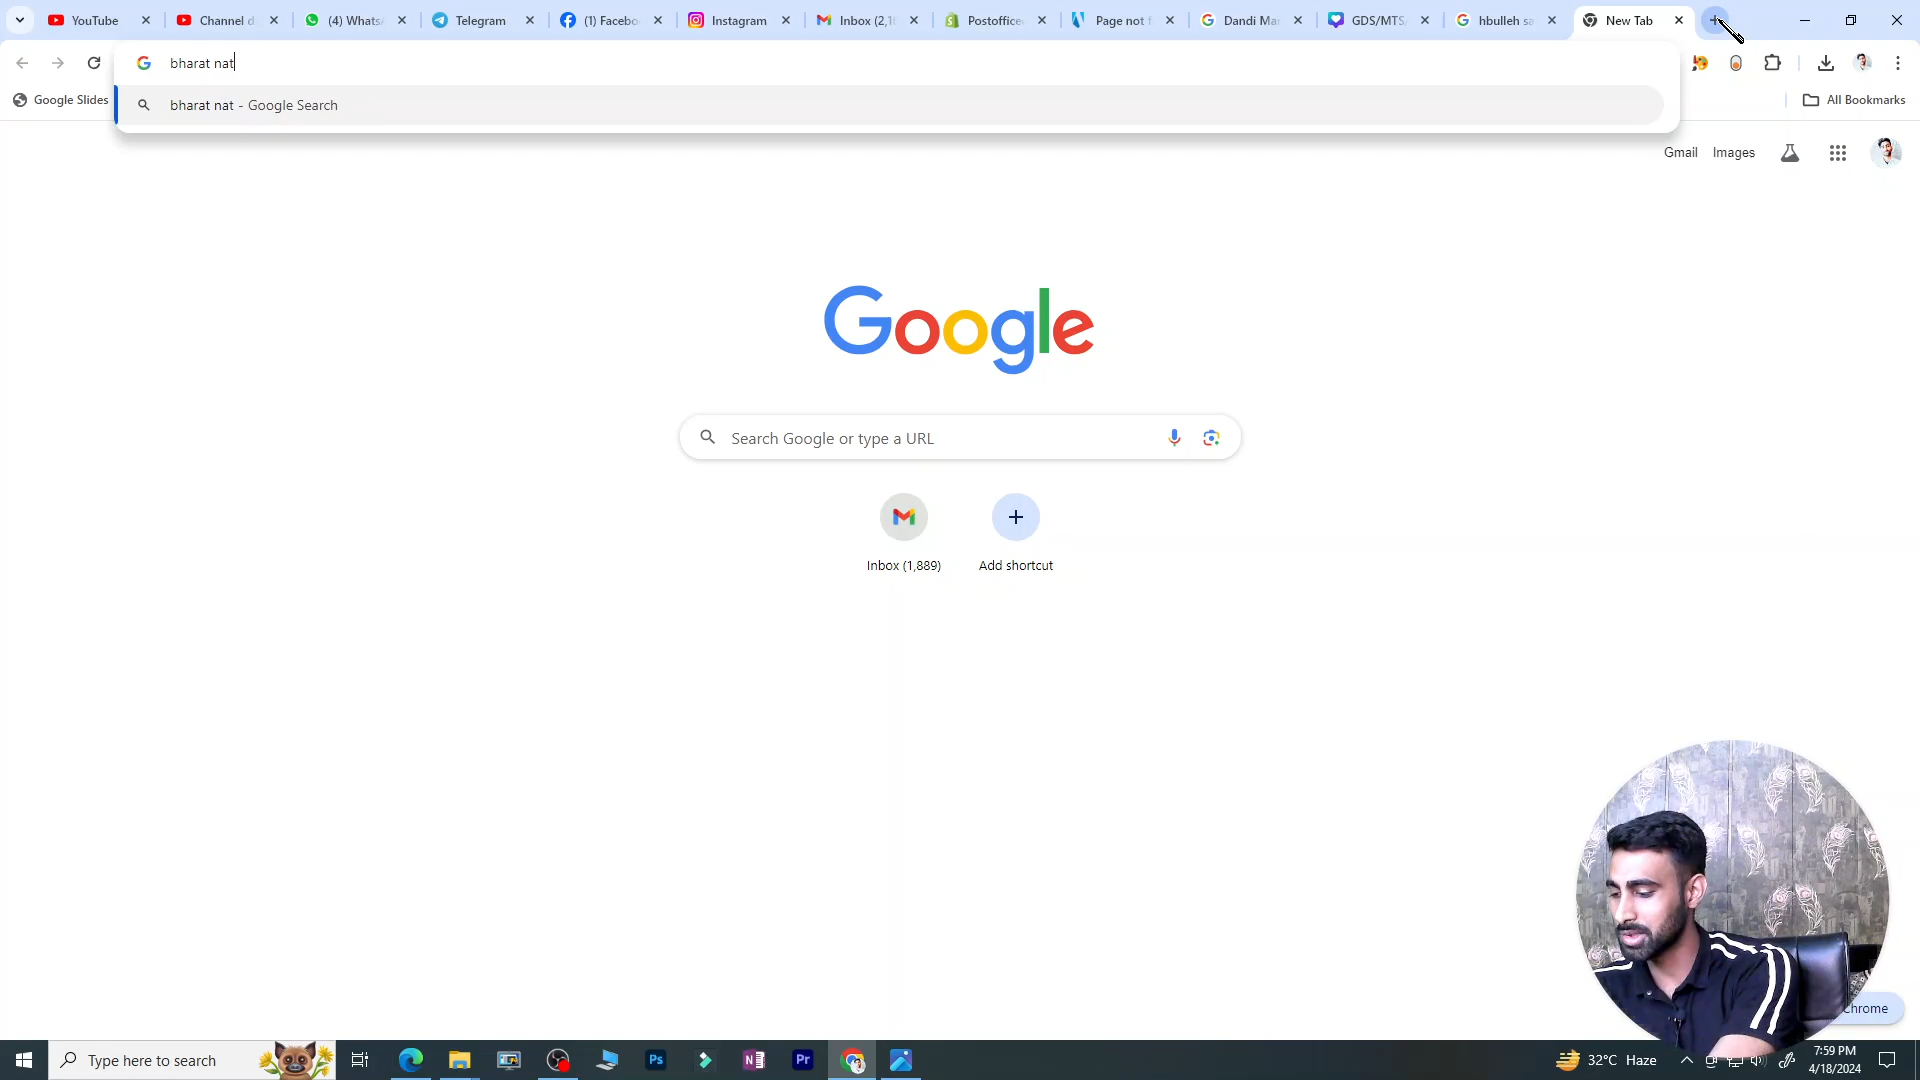 YouTube
Channel d
(4) Whats
Telegram
(1) Facebo
Instagram
Inbox (2,1
Postoffice
Page not f
Dandi Mar
GDS/MTS
hbulleh sa
New Tab
bharat nat
bharat nat - Google Search
Google Slides
All Bookmarks
Gmail
Images
Google
Search Google or type a URL
Inbox (1,889)
Add shortcut
Chrome
Type here to search
Ps
N
Pr
32°C Haze
7:59 PM
4/18/2024